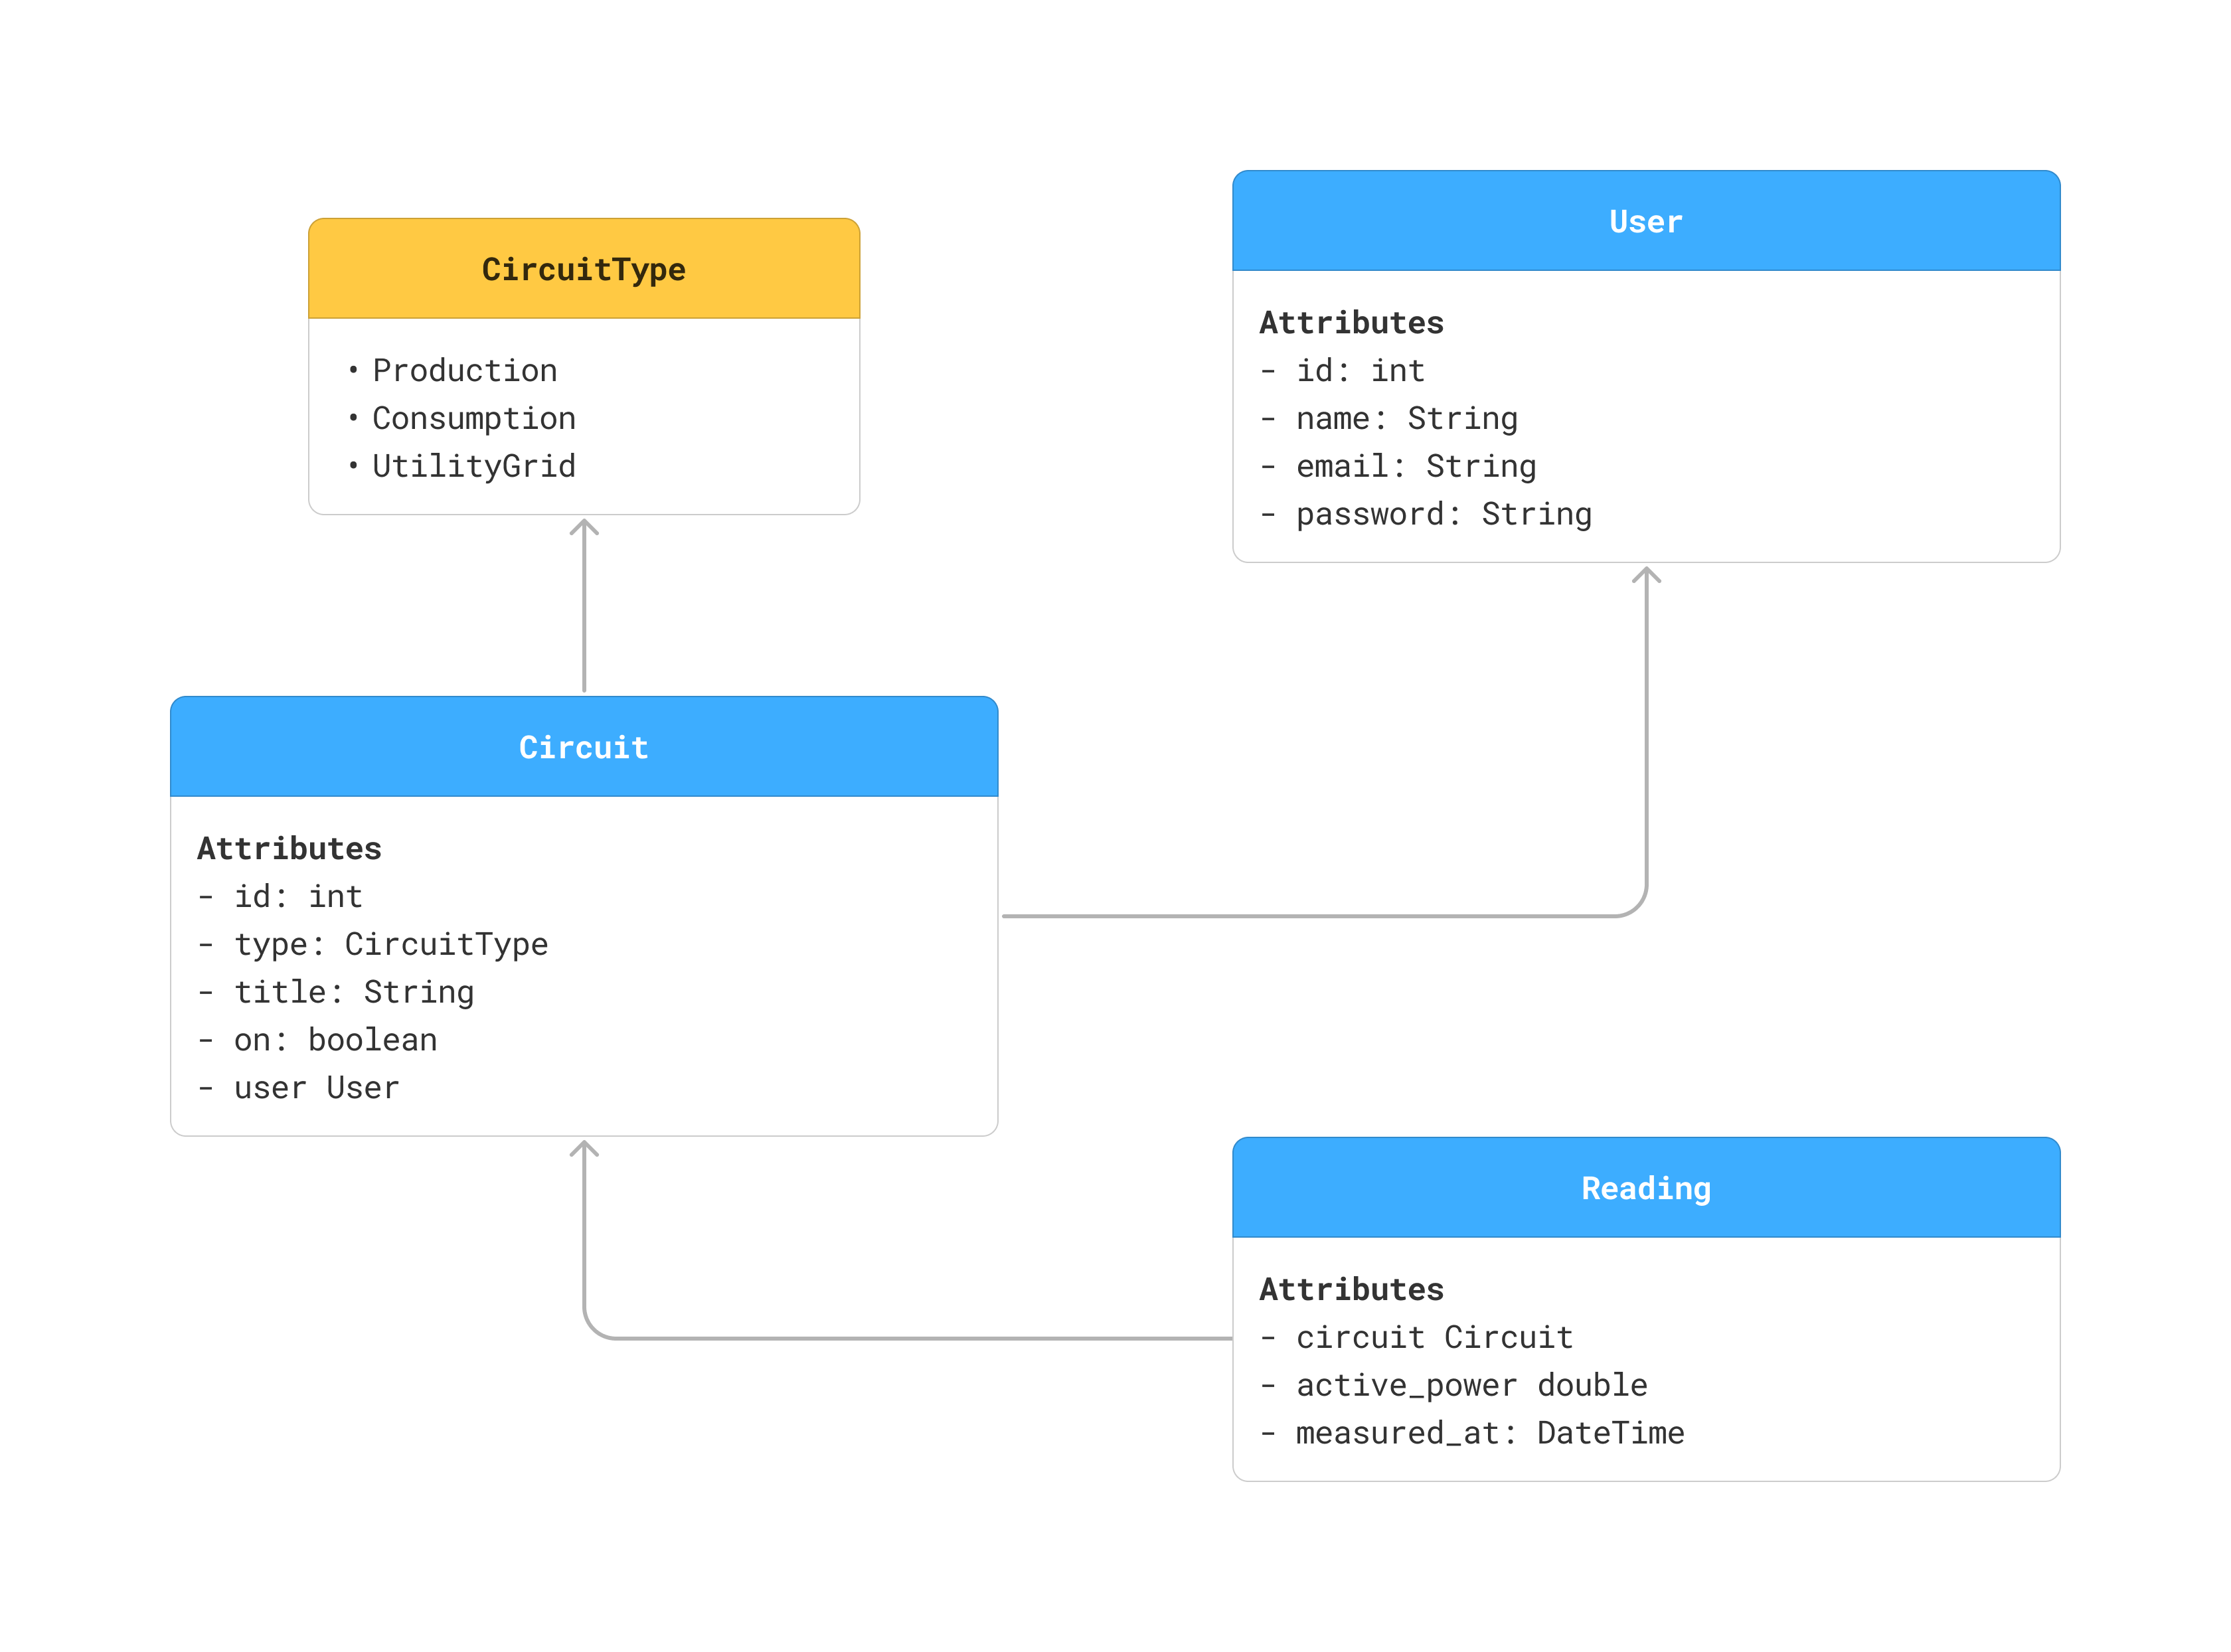 CircuitType
• Production
• Consumption
• UtilityGrid
User
Attributes
- id: int
- name: String
- email: String
- password: String
Circuit
Attributes
- id: int
- type: CircuitType
- title: String
- on: boolean
- user User
Reading
Attributes
- circuit Circuit
- active_power double
- measured_at: DateTime